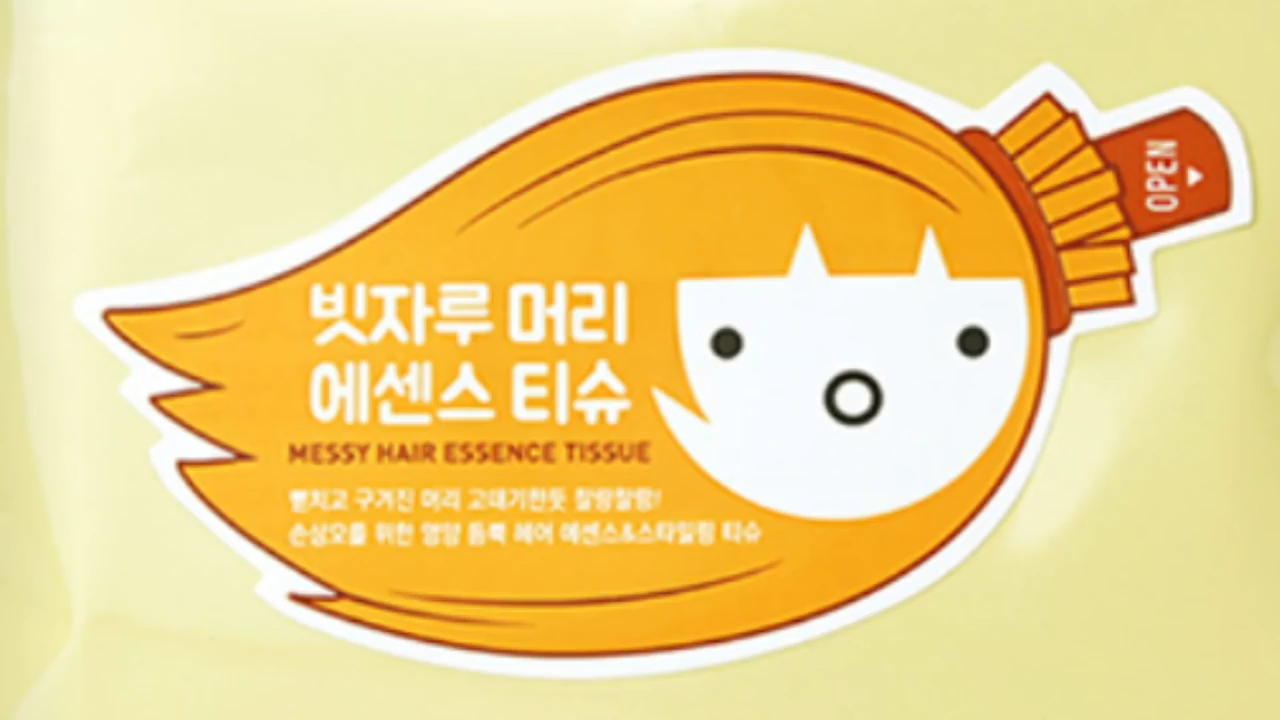 빗자루 머리
에센스 티슈
MESSY HAIR ESSENCE TISSUE
뻗치고 구겨진 머리 고데기한듯 찰랑찰랑!
손상모를 위한 영양 듬뿍 헤어 에센스&스타일링 티슈
OPEN